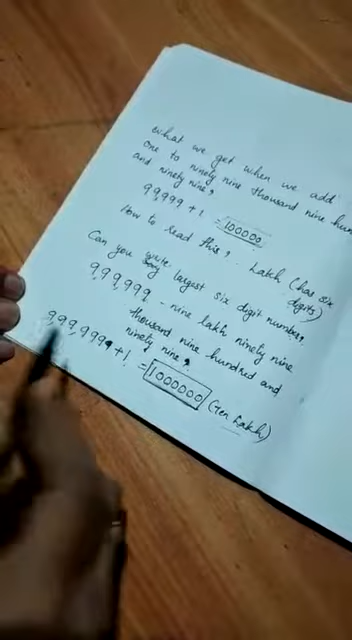 what we get when we add
one to ninety nine thousand nine hun
and ninety nine?
99,999 + 1 = 100000
How to read this? . Lakh (has six
digits)
Can you write largest six digit number?
9,99,999 - nine lakh ninety nine
thousand nine hundred and
ninety nine.
9,99,999 + 1 = 1000000 (Ten Lakh)